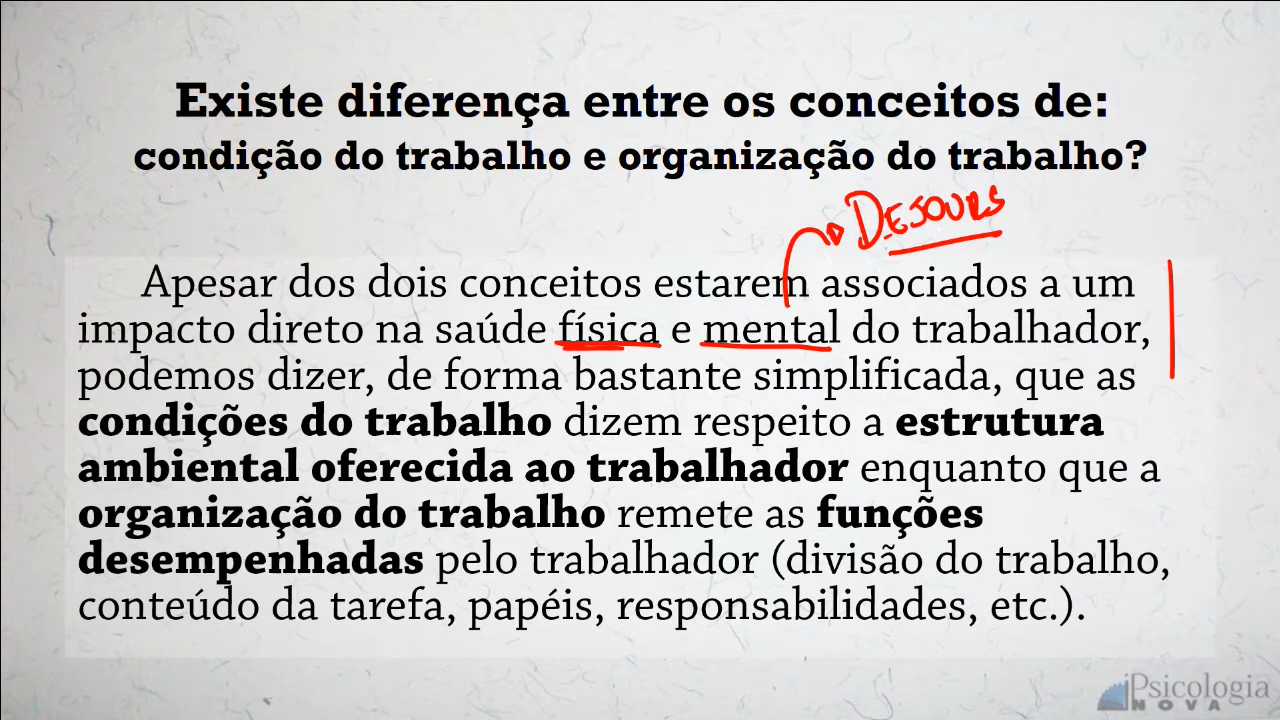 Existe diferença entre os conceitos de:
condição do trabalho e organização do trabalho?
DEJOURS
Apesar dos dois conceitos estarem associados a um
impacto direto na saúde física e mental do trabalhador,
podemos dizer, de forma bastante simplificada, que as
condições do trabalho dizem respeito a estrutura
ambiental oferecida ao trabalhador enquanto que a
organização do trabalho remete as funções
desempenhadas pelo trabalhador (divisão do trabalho,
conteúdo da tarefa, papéis, responsabilidades, etc.).
Psicologia
NOVA